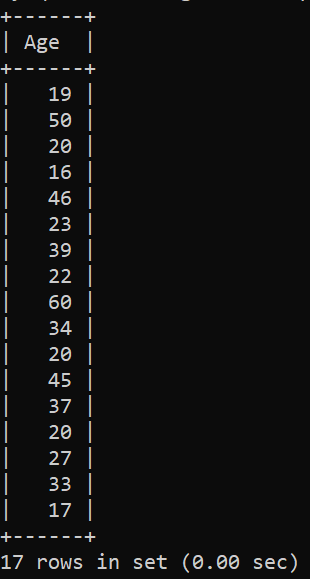 +------+
| Age  |
+------+
|   19 |
|   50 |
|   20 |
|   16 |
|   46 |
|   23 |
|   39 |
|   22 |
|   60 |
|   34 |
|   20 |
|   45 |
|   37 |
|   20 |
|   27 |
|   33 |
|   17 |
+------+
17 rows in set (0.00 sec)